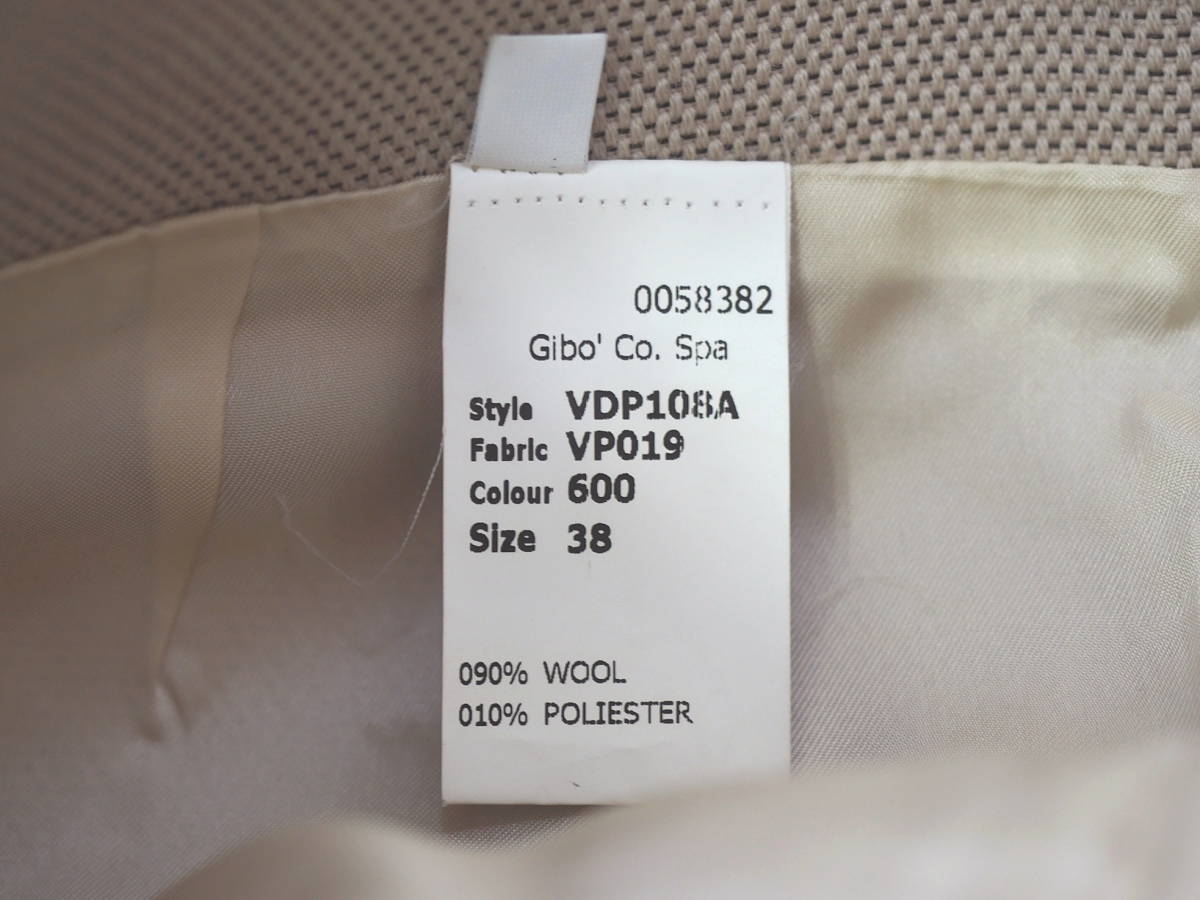 0058382
Gibo' Co. Spa
Style VDP108A
Fabric VP019
Colour 600
Size 38
090% WOOL
010% POLIESTER